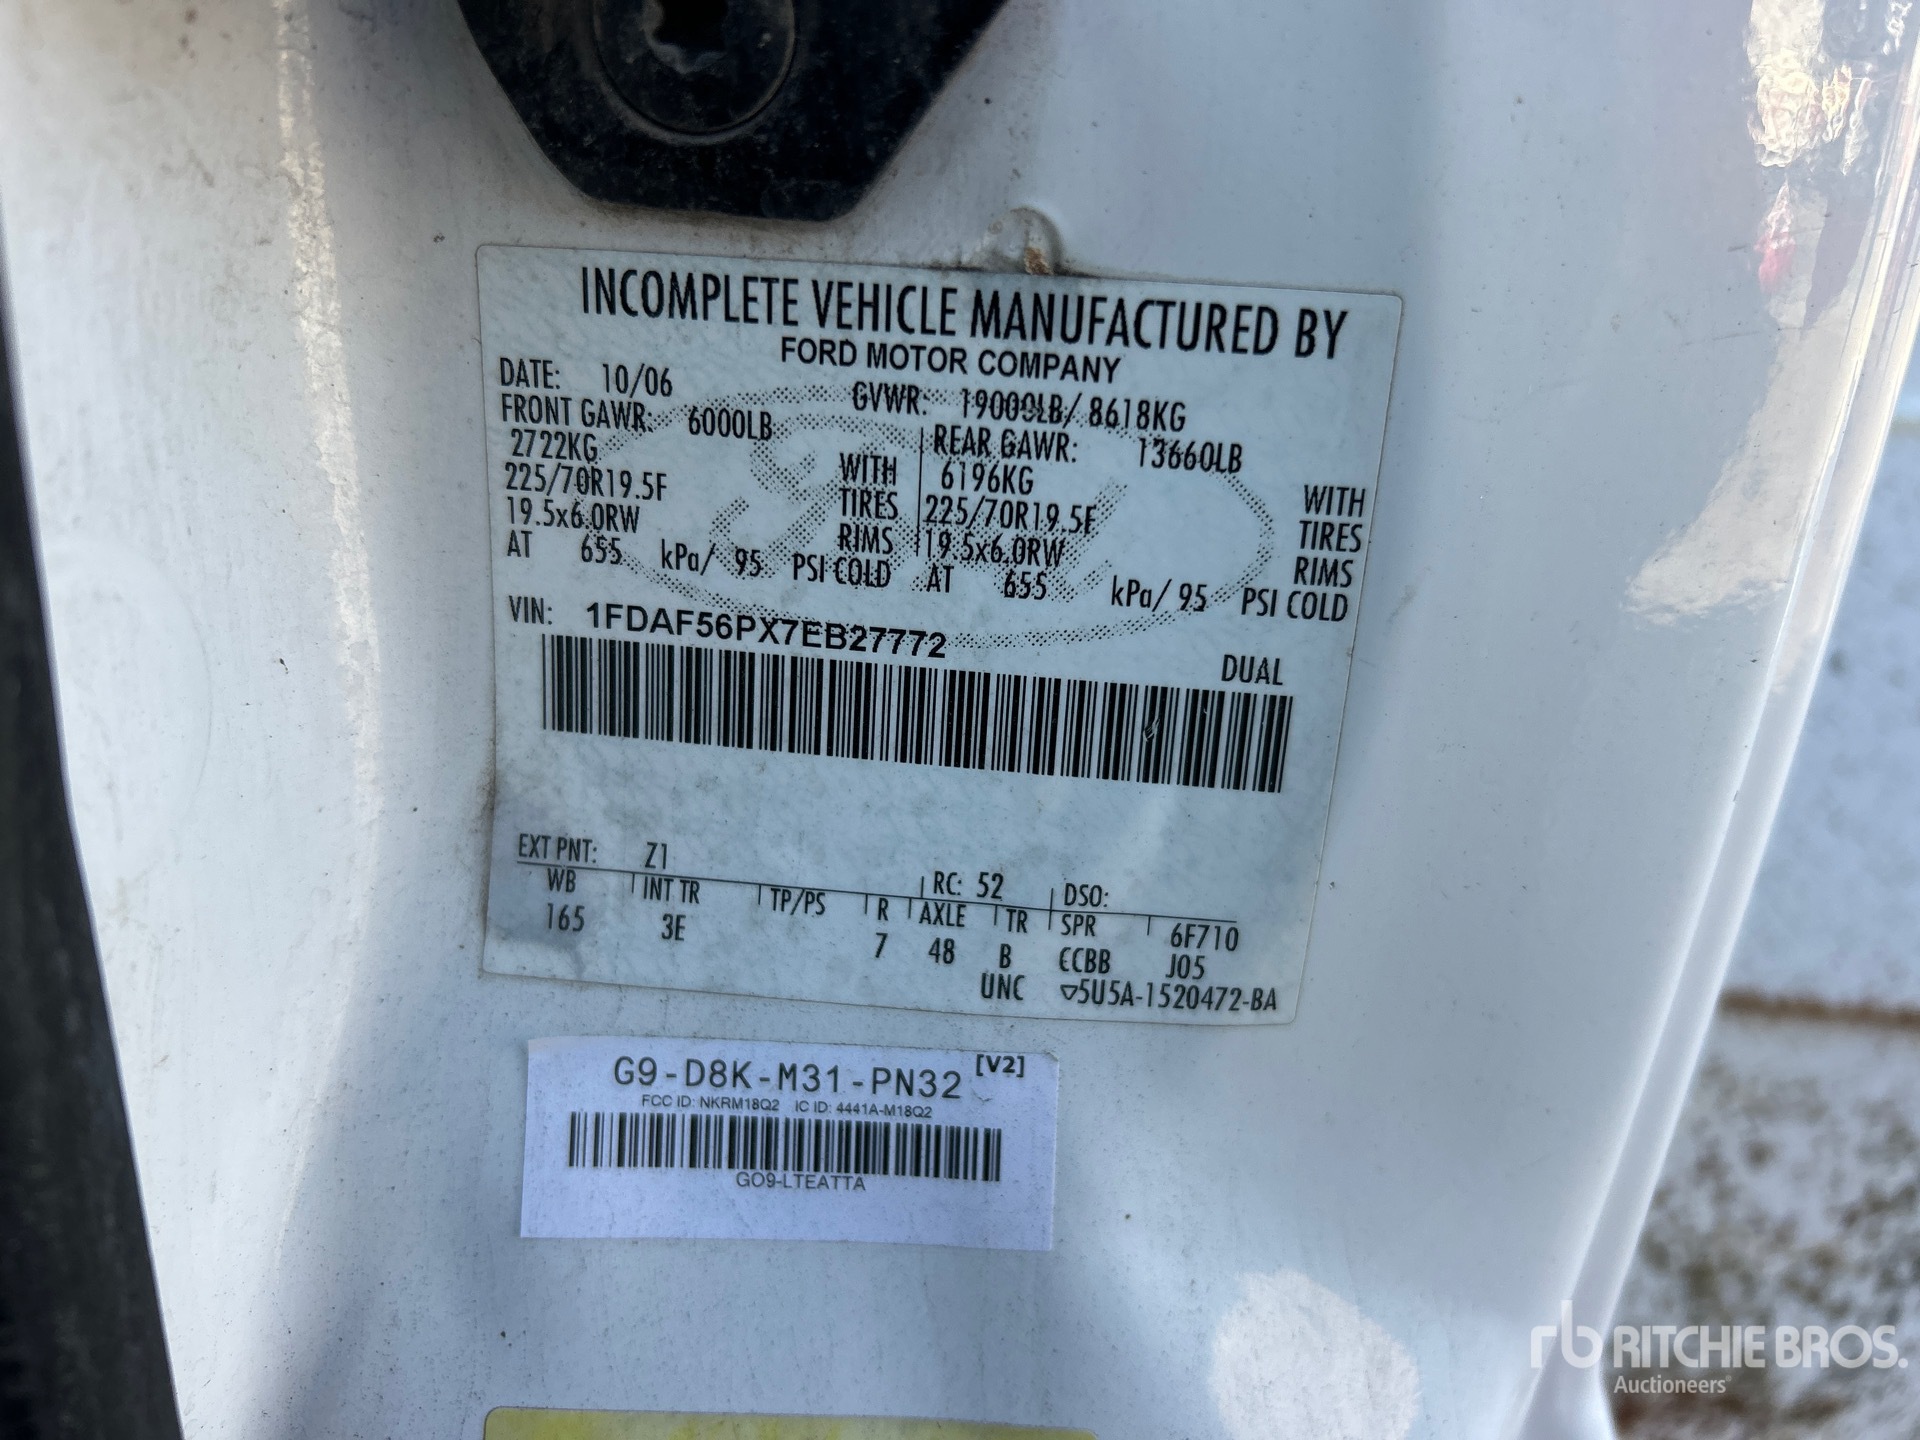 INCOMPLETE VEHICLE MANUFACTURED BY
FORD MOTOR COMPANY
DATE: 10/06 GVWR: 19000LB/ 8618KG
FRONT GAWR: 6000LB REAR GAWR: 13660LB
2722KG WITH 6196KG WITH
225/70R19.5F TIRES 225/70R19.5F TIRES
19.5x6.0RW RIMS 19.5x6.0RW RIMS
AT 655 kPa/ 95 PSI COLD AT 655 kPa/ 95 PSI COLD
VIN: 1FDAF56PX7EB27772
DUAL
EXT PNT: Z1 RC: 52 DSO:
WB INT TR TP/PS R AXLE TR SPR 6F710
165 3E 7 48 B CCBB J05
UNC ▽5U5A-1520472-BA
G9-D8K-M31-PN32 [V2]
FCC ID: NKRM18Q2 IC ID: 4441A-M18Q2
GO9-LTEATTA
rb RITCHIE BROS.
Auctioneers